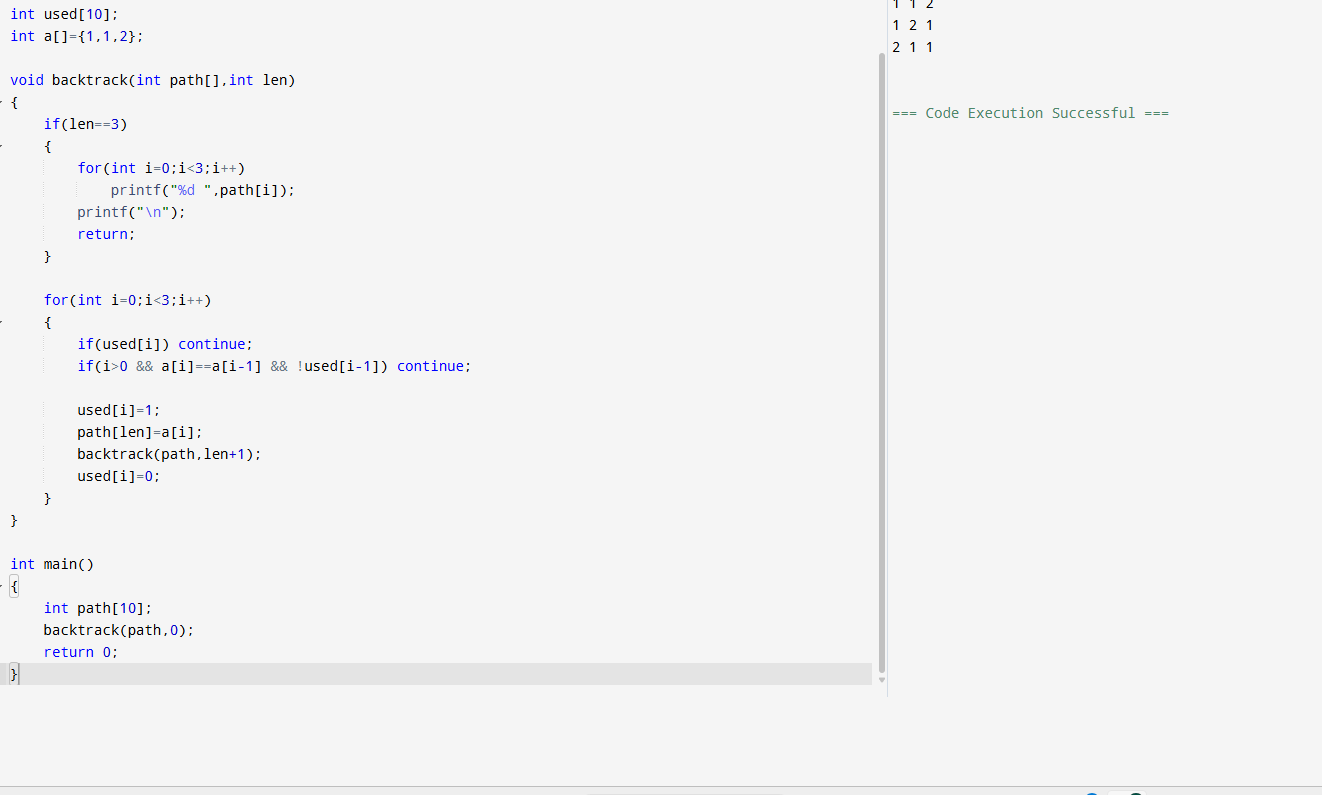 int used[10];
int a[]={1,1,2};
void backtrack(int path[],int len)
{
if(len==3)
{
for(int i=0;i<3;i++)
printf("%d ",path[i]);
printf("\n");
return;
}
for(int i=0;i<3;i++)
{
if(used[i]) continue;
if(i>0 && a[i]==a[i-1] && !used[i-1]) continue;
used[i]=1;
path[len]=a[i];
backtrack(path,len+1);
used[i]=0;
}
}
int main()
{
int path[10];
backtrack(path,0);
return 0;
}
1 1 2
1 2 1
2 1 1
=== Code Execution Successful ===